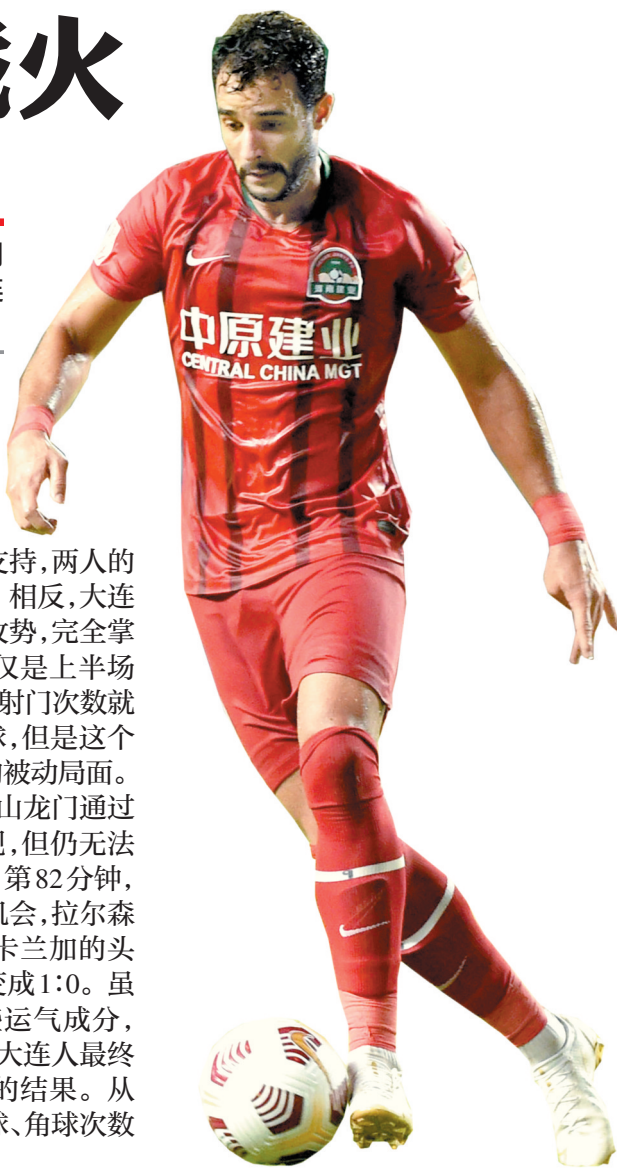 火
中原建业
CENTRAL CHINA MGT
支持,两人的
。相反,大连
攻势,完全掌
仅是上半场
射门次数就
球,但是这个
的被动局面。
山龙门通过
,但仍无法
。第82分钟,
机会,拉尔森
卡兰加的头
变成1∶0。虽
运气成分,
大连人最终
的结果。从
球、角球次数